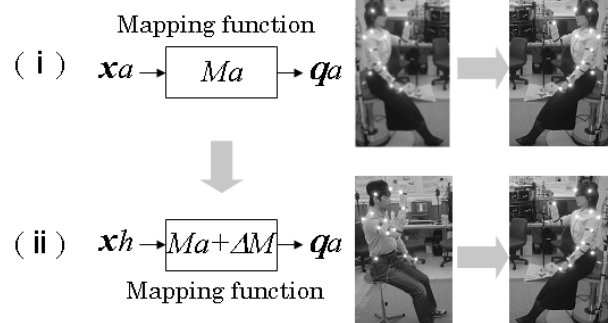 Mapping function
(i) xa Ma qa
(ii) xh Ma+ΔM qa
Mapping function